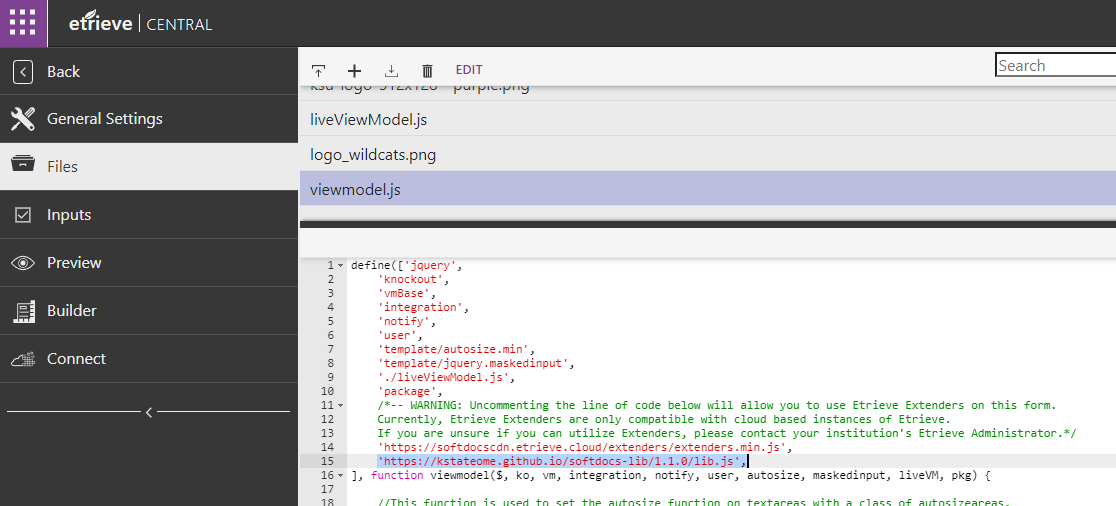 etrieve | CENTRAL
Back
EDIT
Search
ksu-logo-512x128 - purple.png
General Settings
liveViewModel.js
logo_wildcats.png
Files
viewmodel.js
Inputs
Preview
Builder
Connect
1 define(['jquery',
2 'knockout',
3 'vmBase',
4 'integration',
5 'notify',
6 'user',
7 'template/autosize.min',
8 'template/jquery.maskedinput',
9 './liveViewModel.js',
10 'package',
11 /*-- WARNING: Uncommenting the line of code below will allow you to use Etrieve Extenders on this form.
12 Currently, Etrieve Extenders are only compatible with cloud based instances of Etrieve.
13 If you are unsure if you can utilize Extenders, please contact your institution's Etrieve Administrator.*/
14 'https://softdocscdn.etrieve.cloud/extenders/extenders.min.js',
15 'https://kstateome.github.io/softdocs-lib/1.1.0/lib.js',
16 ], function viewmodel($, ko, vm, integration, notify, user, autosize, maskedinput, liveVM, pkg) {
17
18 //This function is used to set the autosize function on textareas with a class of autosizeareas.